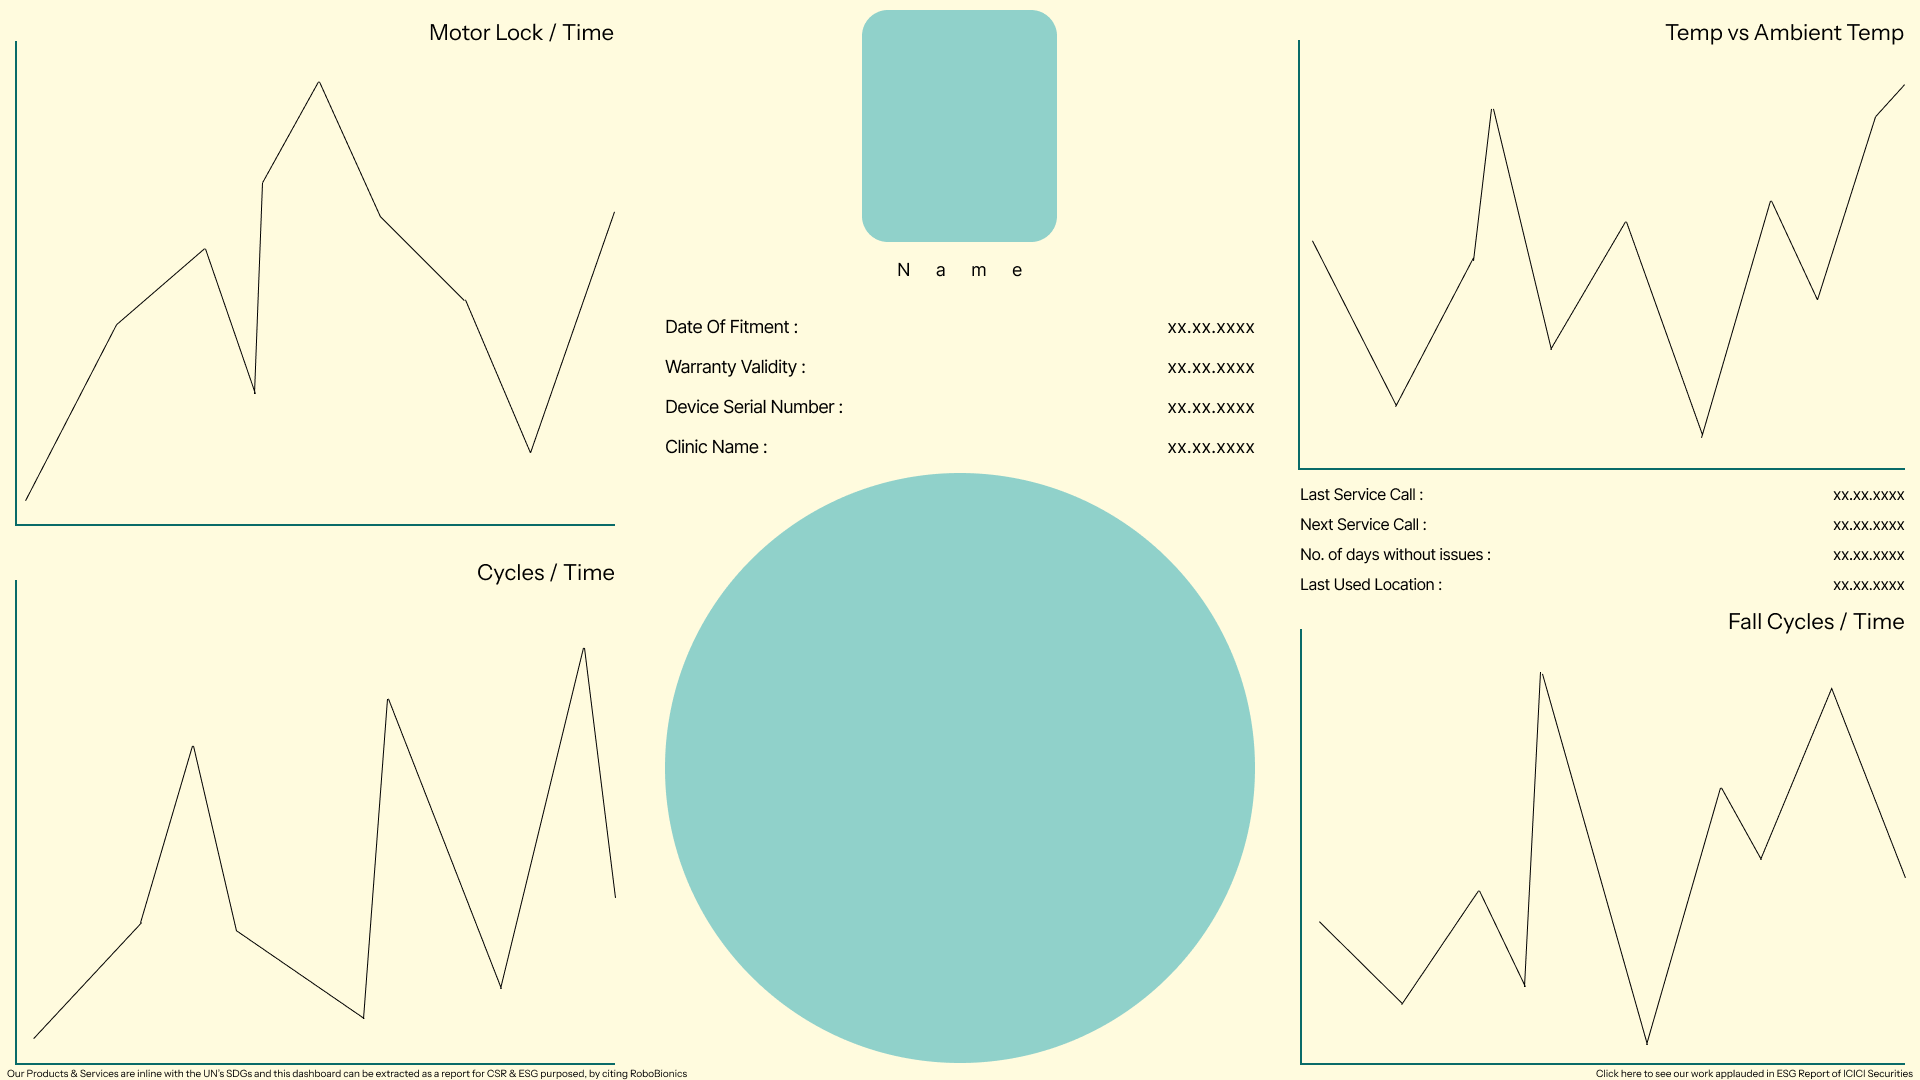 Motor Lock / Time
Temp vs Ambient Temp
N a m e
Date Of Fitment : xx.xx.xxxx
Warranty Validity : xx.xx.xxxx
Device Serial Number : xx.xx.xxxx
Clinic Name : xx.xx.xxxx
Last Service Call : xx.xx.xxxx
Next Service Call : xx.xx.xxxx
No. of days without issues : xx.xx.xxxx
Last Used Location : xx.xx.xxxx
Cycles / Time
Fall Cycles / Time
Our Products & Services are inline with the UN's SDGs and this dashboard can be extracted as a report for CSR & ESG purposed, by citing RoboBionics
Click here to see our work applauded in ESG Report of ICICI Securities